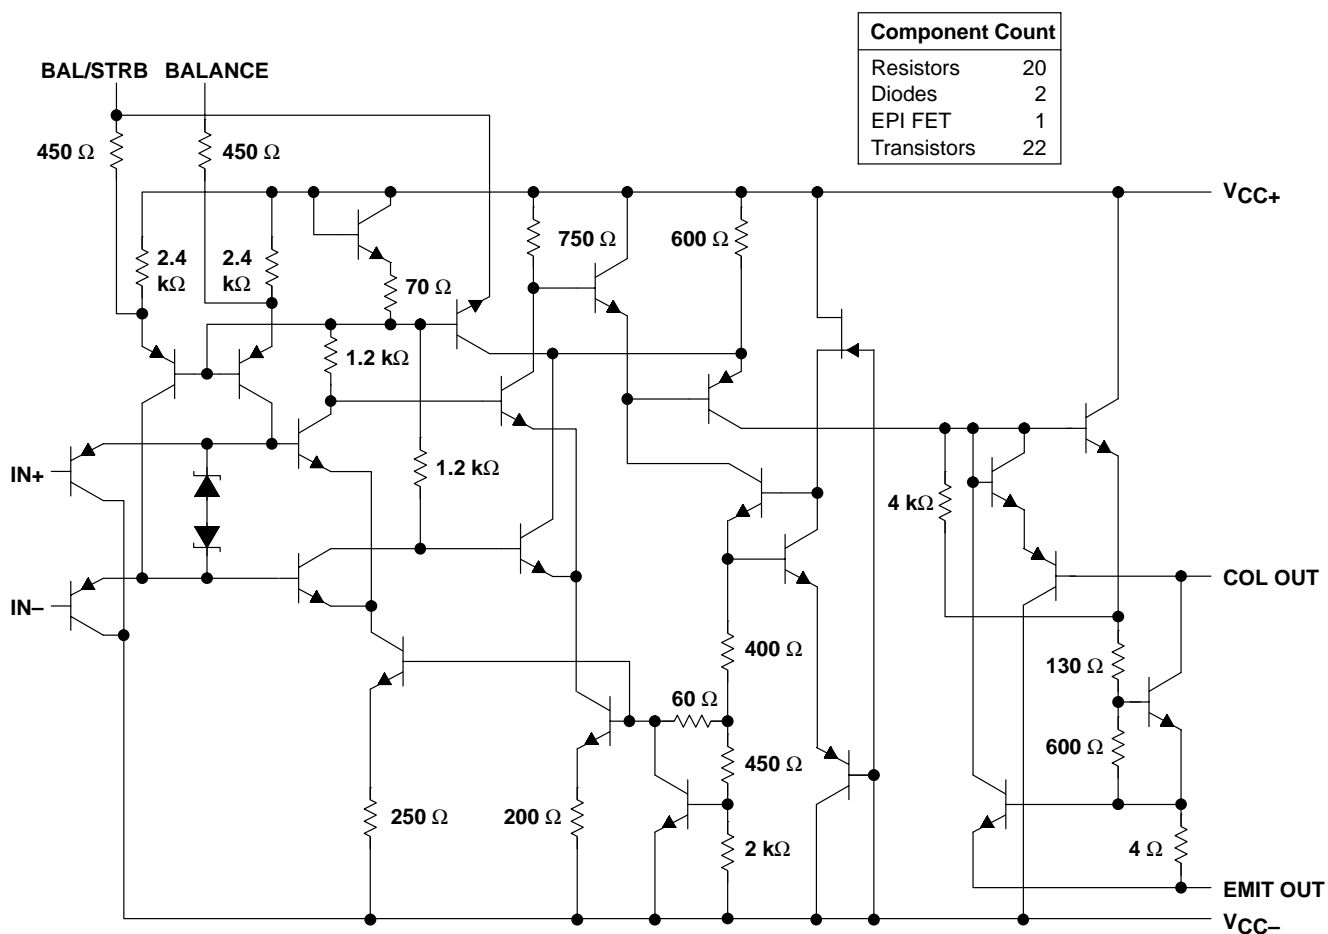 Component Count
Resistors 20
Diodes 2
EPI FET 1
Transistors 22
BAL/STRB BALANCE
450 Ω 450 Ω
VCC+
2.4 kΩ
2.4 kΩ
70 Ω
750 Ω
600 Ω
1.2 kΩ
IN+
1.2 kΩ
4 kΩ
IN–
COL OUT
400 Ω
130 Ω
60 Ω
600 Ω
450 Ω
250 Ω
200 Ω
2 kΩ
4 Ω
EMIT OUT
VCC–